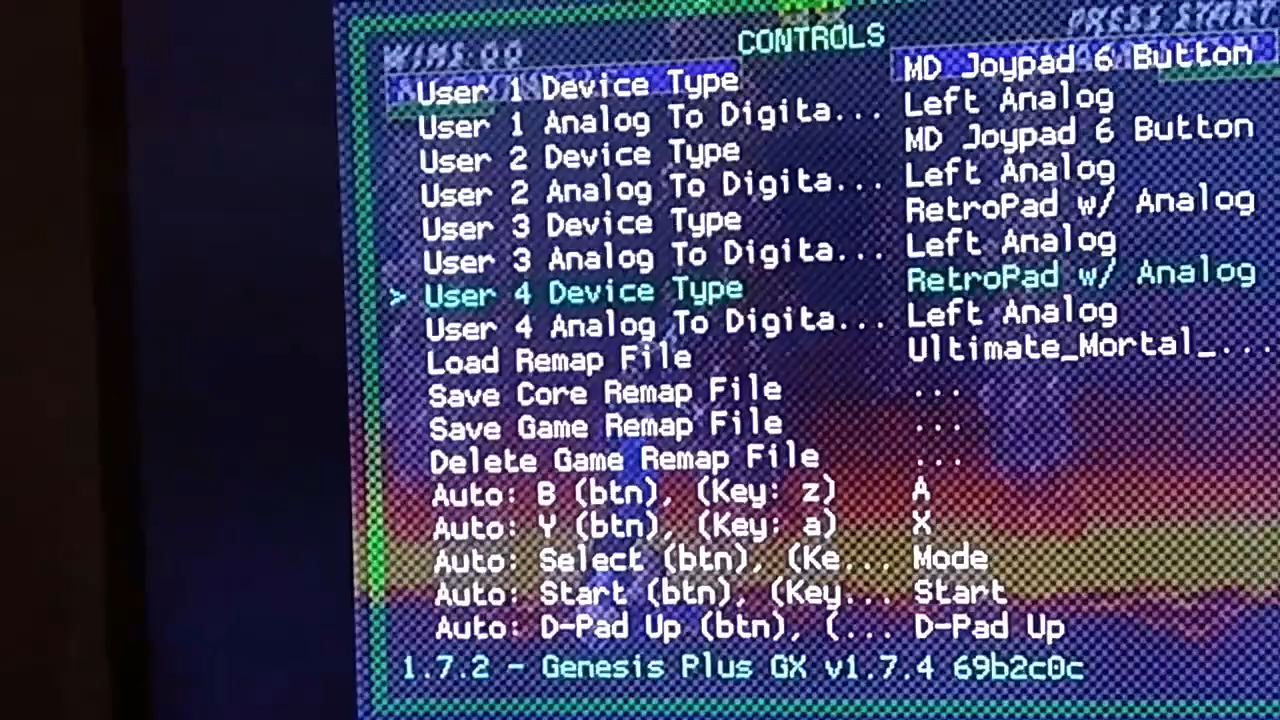 WINS:00
PRESS START
CONTROLS
User 1 Device Type MD Joypad 6 Button
User 1 Analog To Digita... Left Analog
User 2 Device Type MD Joypad 6 Button
User 2 Analog To Digita... Left Analog
User 3 Device Type RetroPad w/ Analog
User 3 Analog To Digita... Left Analog
> User 4 Device Type RetroPad w/ Analog
User 4 Analog To Digita... Left Analog
Load Remap File Ultimate_Mortal_...
Save Core Remap File ...
Save Game Remap File ...
Delete Game Remap File ...
Auto: B (btn), (Key: z) A
Auto: Y (btn), (Key: a) X
Auto: Select (btn), (Ke... Mode
Auto: Start (btn), (Key... Start
Auto: D-Pad Up (btn), (... D-Pad Up
1.7.2 - Genesis Plus GX v1.7.4 69b2c0c